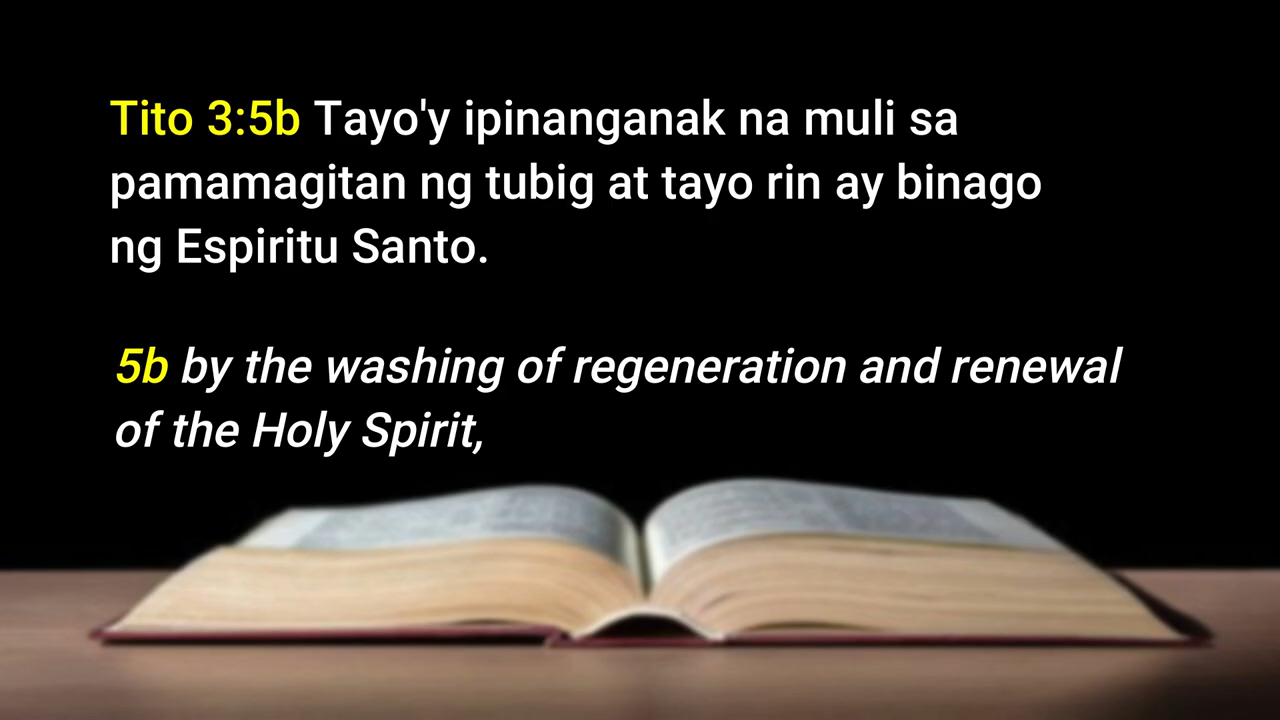 Tito 3:5b Tayo'y ipinanganak na muli sa
pamamagitan ng tubig at tayo rin ay binago
ng Espiritu Santo.
5b by the washing of regeneration and renewal
of the Holy Spirit,